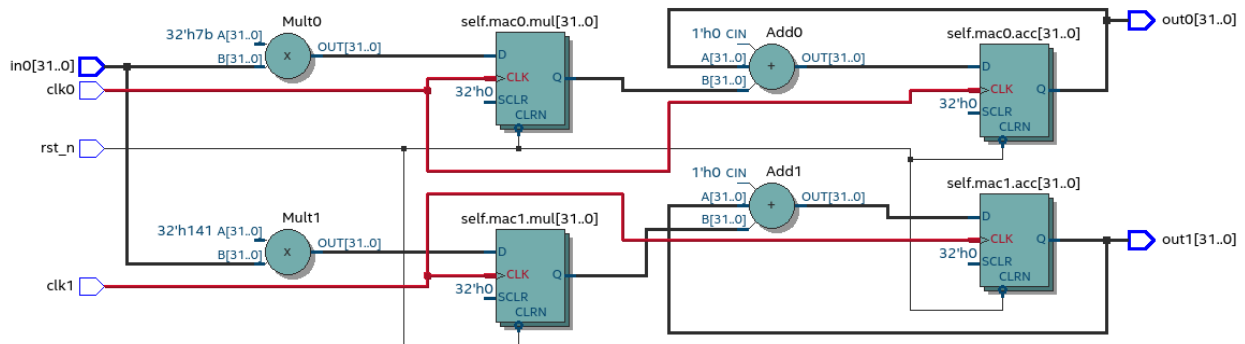 Mult0
32'h7b A[31..0]
B[31..0]
OUT[31..0]
x
in0[31..0]
clk0
rst_n
self.mac0.mul[31..0]
D
CLK
32'h0
SCLR
CLRN
Q
Add0
1'h0 CIN
A[31..0]
B[31..0]
OUT[31..0]
+
self.mac0.acc[31..0]
D
CLK
32'h0
SCLR
CLRN
Q
out0[31..0]
Mult1
32'h141 A[31..0]
B[31..0]
OUT[31..0]
x
clk1
self.mac1.mul[31..0]
D
CLK
32'h0
SCLR
CLRN
Q
Add1
1'h0 CIN
A[31..0]
B[31..0]
OUT[31..0]
+
self.mac1.acc[31..0]
D
CLK
32'h0
SCLR
CLRN
Q
out1[31..0]